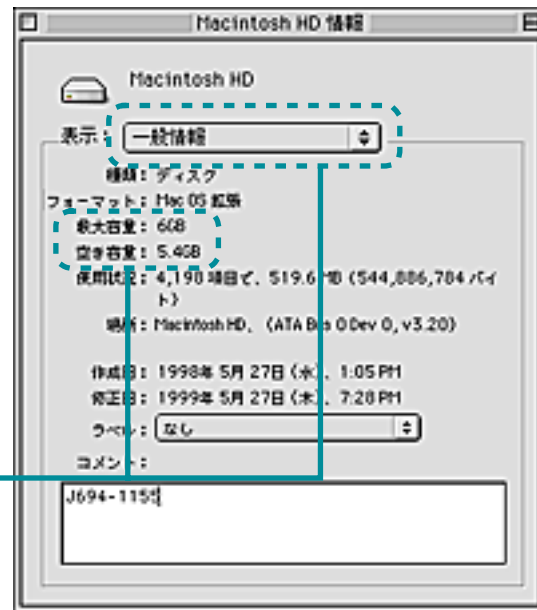 Macintosh HD 情報
Macintosh HD
表示： 一般情報
種類： ディスク
フォーマット： Mac OS 拡張
最大容量： 6GB
空き容量： 5.4GB
使用状況： 4,198 項目で、519.6 MB (544,886,784 バイ
ト)
場所： Macintosh HD、(ATA Bus 0 Dev 0, v3.20)
作成日： 1998年 5月 27日 (水)、1:05 PM
修正日： 1999年 5月 27日 (木)、7:28 PM
ラベル： なし
コメント：
J694-1155